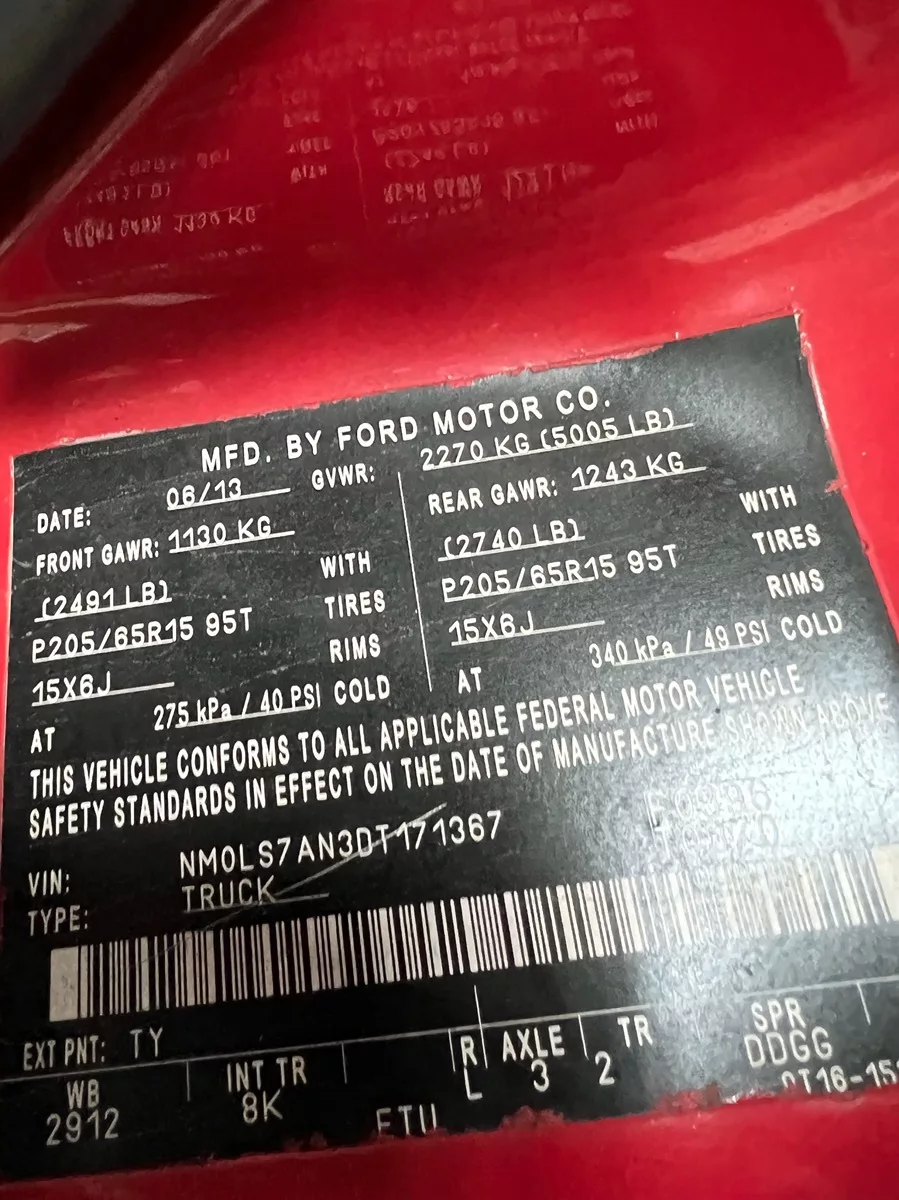 MFD. BY FORD MOTOR CO.
DATE: 06/13 GVWR: 2270 KG (5005 LB)
FRONT GAWR: 1130 KG REAR GAWR: 1243 KG
(2491 LB) WITH (2740 LB) WITH
P205/65R15 95T TIRES P205/65R15 95T TIRES
15X6J RIMS 15X6J RIMS
AT 275 kPa / 40 PSI COLD AT 340 kPa / 49 PSI COLD
THIS VEHICLE CONFORMS TO ALL APPLICABLE FEDERAL MOTOR VEHICLE
SAFETY STANDARDS IN EFFECT ON THE DATE OF MANUFACTURE SHOWN ABOVE
VIN: NM0LS7AN3DT171367
TYPE: TRUCK
EXT PNT: TY R AXLE TR SPR
WB INT TR L 3 2 DDGG
2912 8K